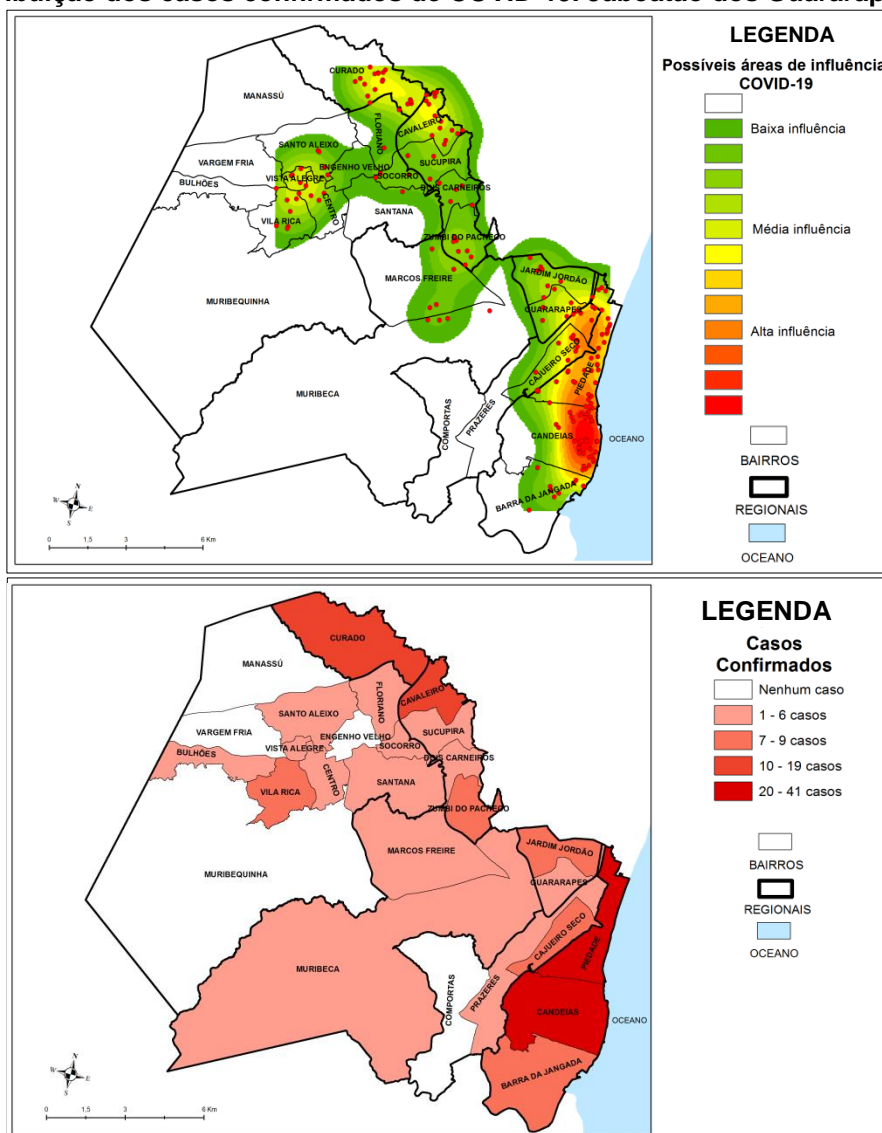 dos casos confirmados
LEGENDA
Possíveis áreas de influência
COVID-19
Baixa influência
Média influência
Alta influência
BAIRROS
REGIONAIS
OCEANO
CURADO
MANASSÚ
FLORIANO
CAVALEIRO
SANTO ALEIXO
VARGEM FRIA
ENGENHO VELHO
SUCUPIRA
VISTA ALEGRE
SOCORRO
BULHÕES
DOIS CARNEIROS
CENTRO
SANTANA
VILA RICA
ZUMBI DO PACHECO
MARCOS FREIRE
JARDIM JORDÃO
MURIBEQUINHA
GUARARAPES
CAJUEIRO SECO
PIEDADE
MURIBECA
COMPORTAS
PRAZERES
CANDEIAS
OCEANO
BARRA DA JANGADA
N
W E
S
0 1,5 3 6 Km
LEGENDA
Casos
Confirmados
Nenhum caso
1 - 6 casos
7 - 9 casos
10 - 19 casos
20 - 41 casos
BAIRROS
REGIONAIS
OCEANO
CURADO
MANASSÚ
FLORIANO
CAVALEIRO
SANTO ALEIXO
VARGEM FRIA
ENGENHO VELHO
SUCUPIRA
VISTA ALEGRE
SOCORRO
BULHÕES
DOIS CARNEIROS
CENTRO
SANTANA
VILA RICA
ZUMBI DO PACHECO
MARCOS FREIRE
JARDIM JORDÃO
MURIBEQUINHA
GUARARAPES
CAJUEIRO SECO
PIEDADE
MURIBECA
COMPORTAS
PRAZERES
CANDEIAS
OCEANO
BARRA DA JANGADA
N
W E
S
0 1,5 3 6 Km